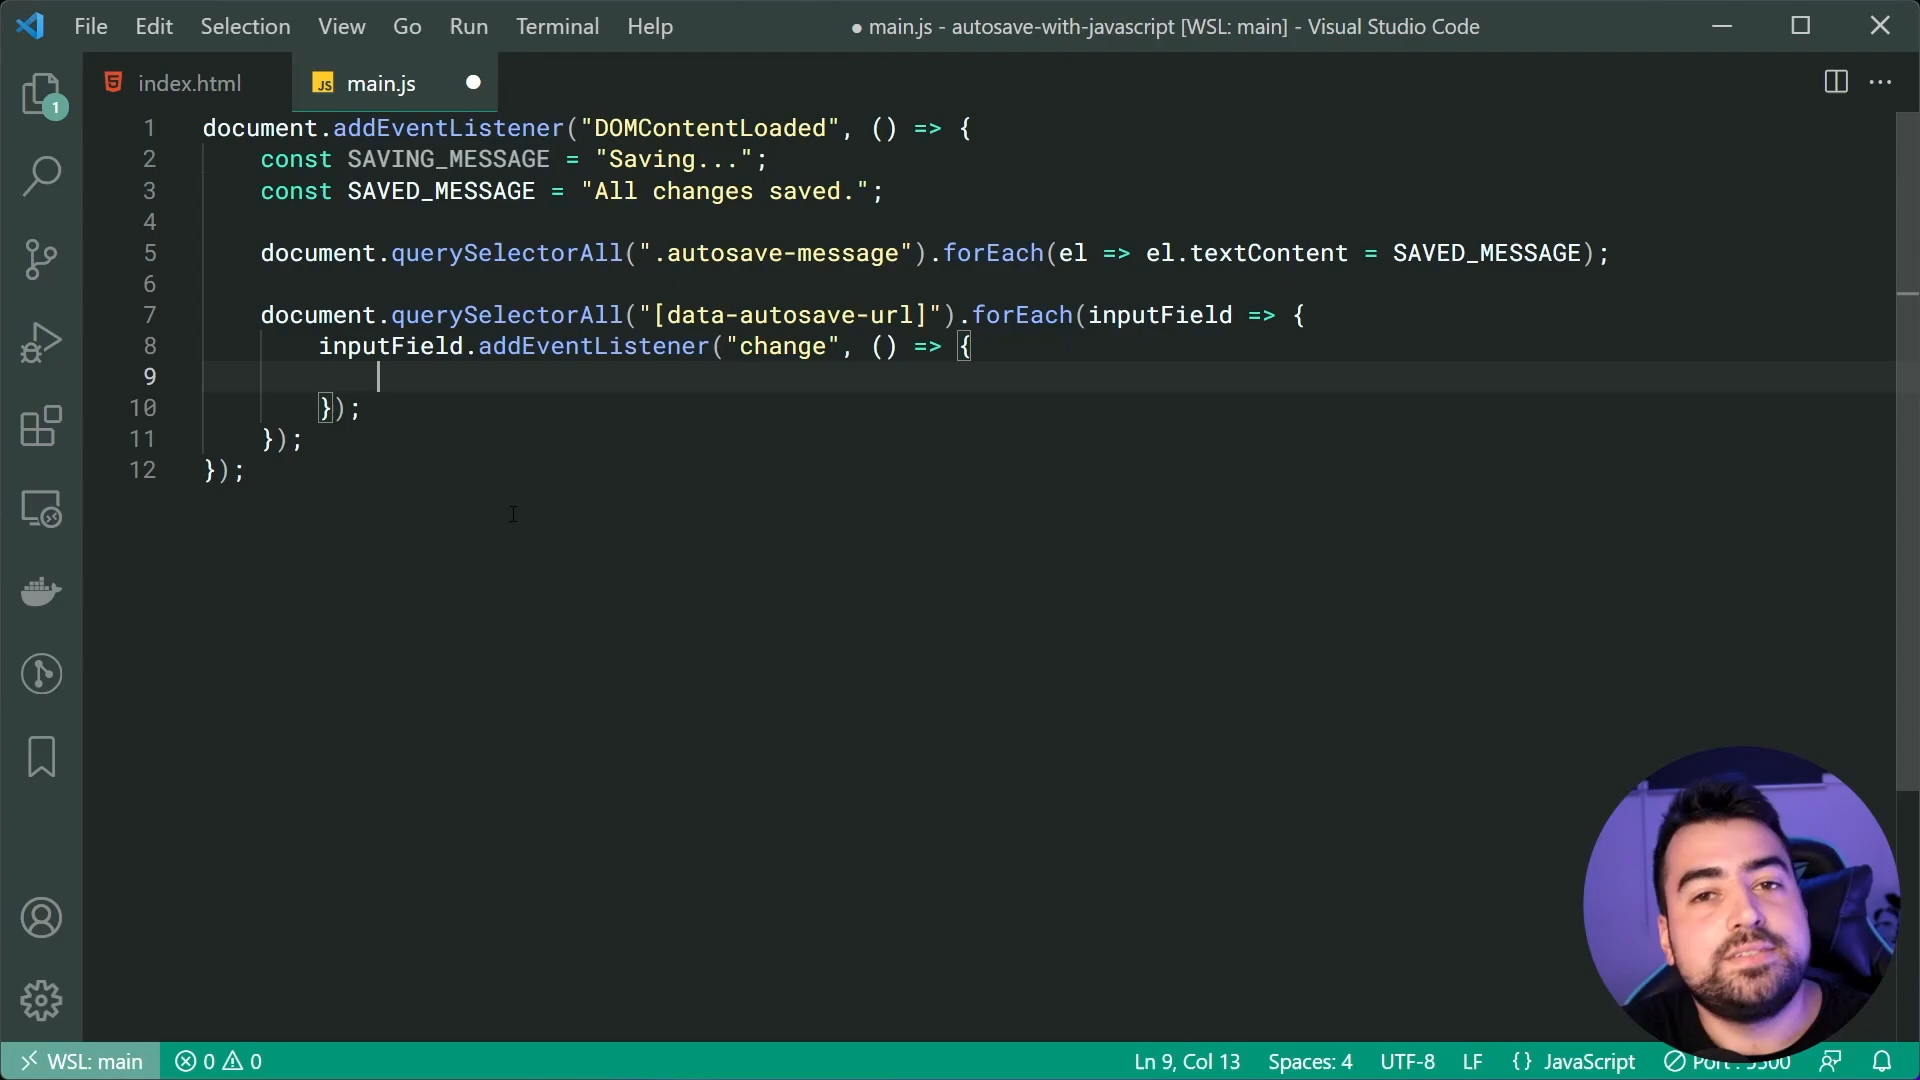 File Edit Selection View Go Run Terminal Help
● main.js - autosave-with-javascript [WSL: main] - Visual Studio Code
1
index.html
JS main.js
1 document.addEventListener("DOMContentLoaded", () => {
2 const SAVING_MESSAGE = "Saving...";
3 const SAVED_MESSAGE = "All changes saved.";
4
5 document.querySelectorAll(".autosave-message").forEach(el => el.textContent = SAVED_MESSAGE);
6
7 document.querySelectorAll("[data-autosave-url]").forEach(inputField => {
8 inputField.addEventListener("change", () => {
9
10 });
11 });
12 });
WSL: main 0 0 Ln 9, Col 13 Spaces: 4 UTF-8 LF {} JavaScript